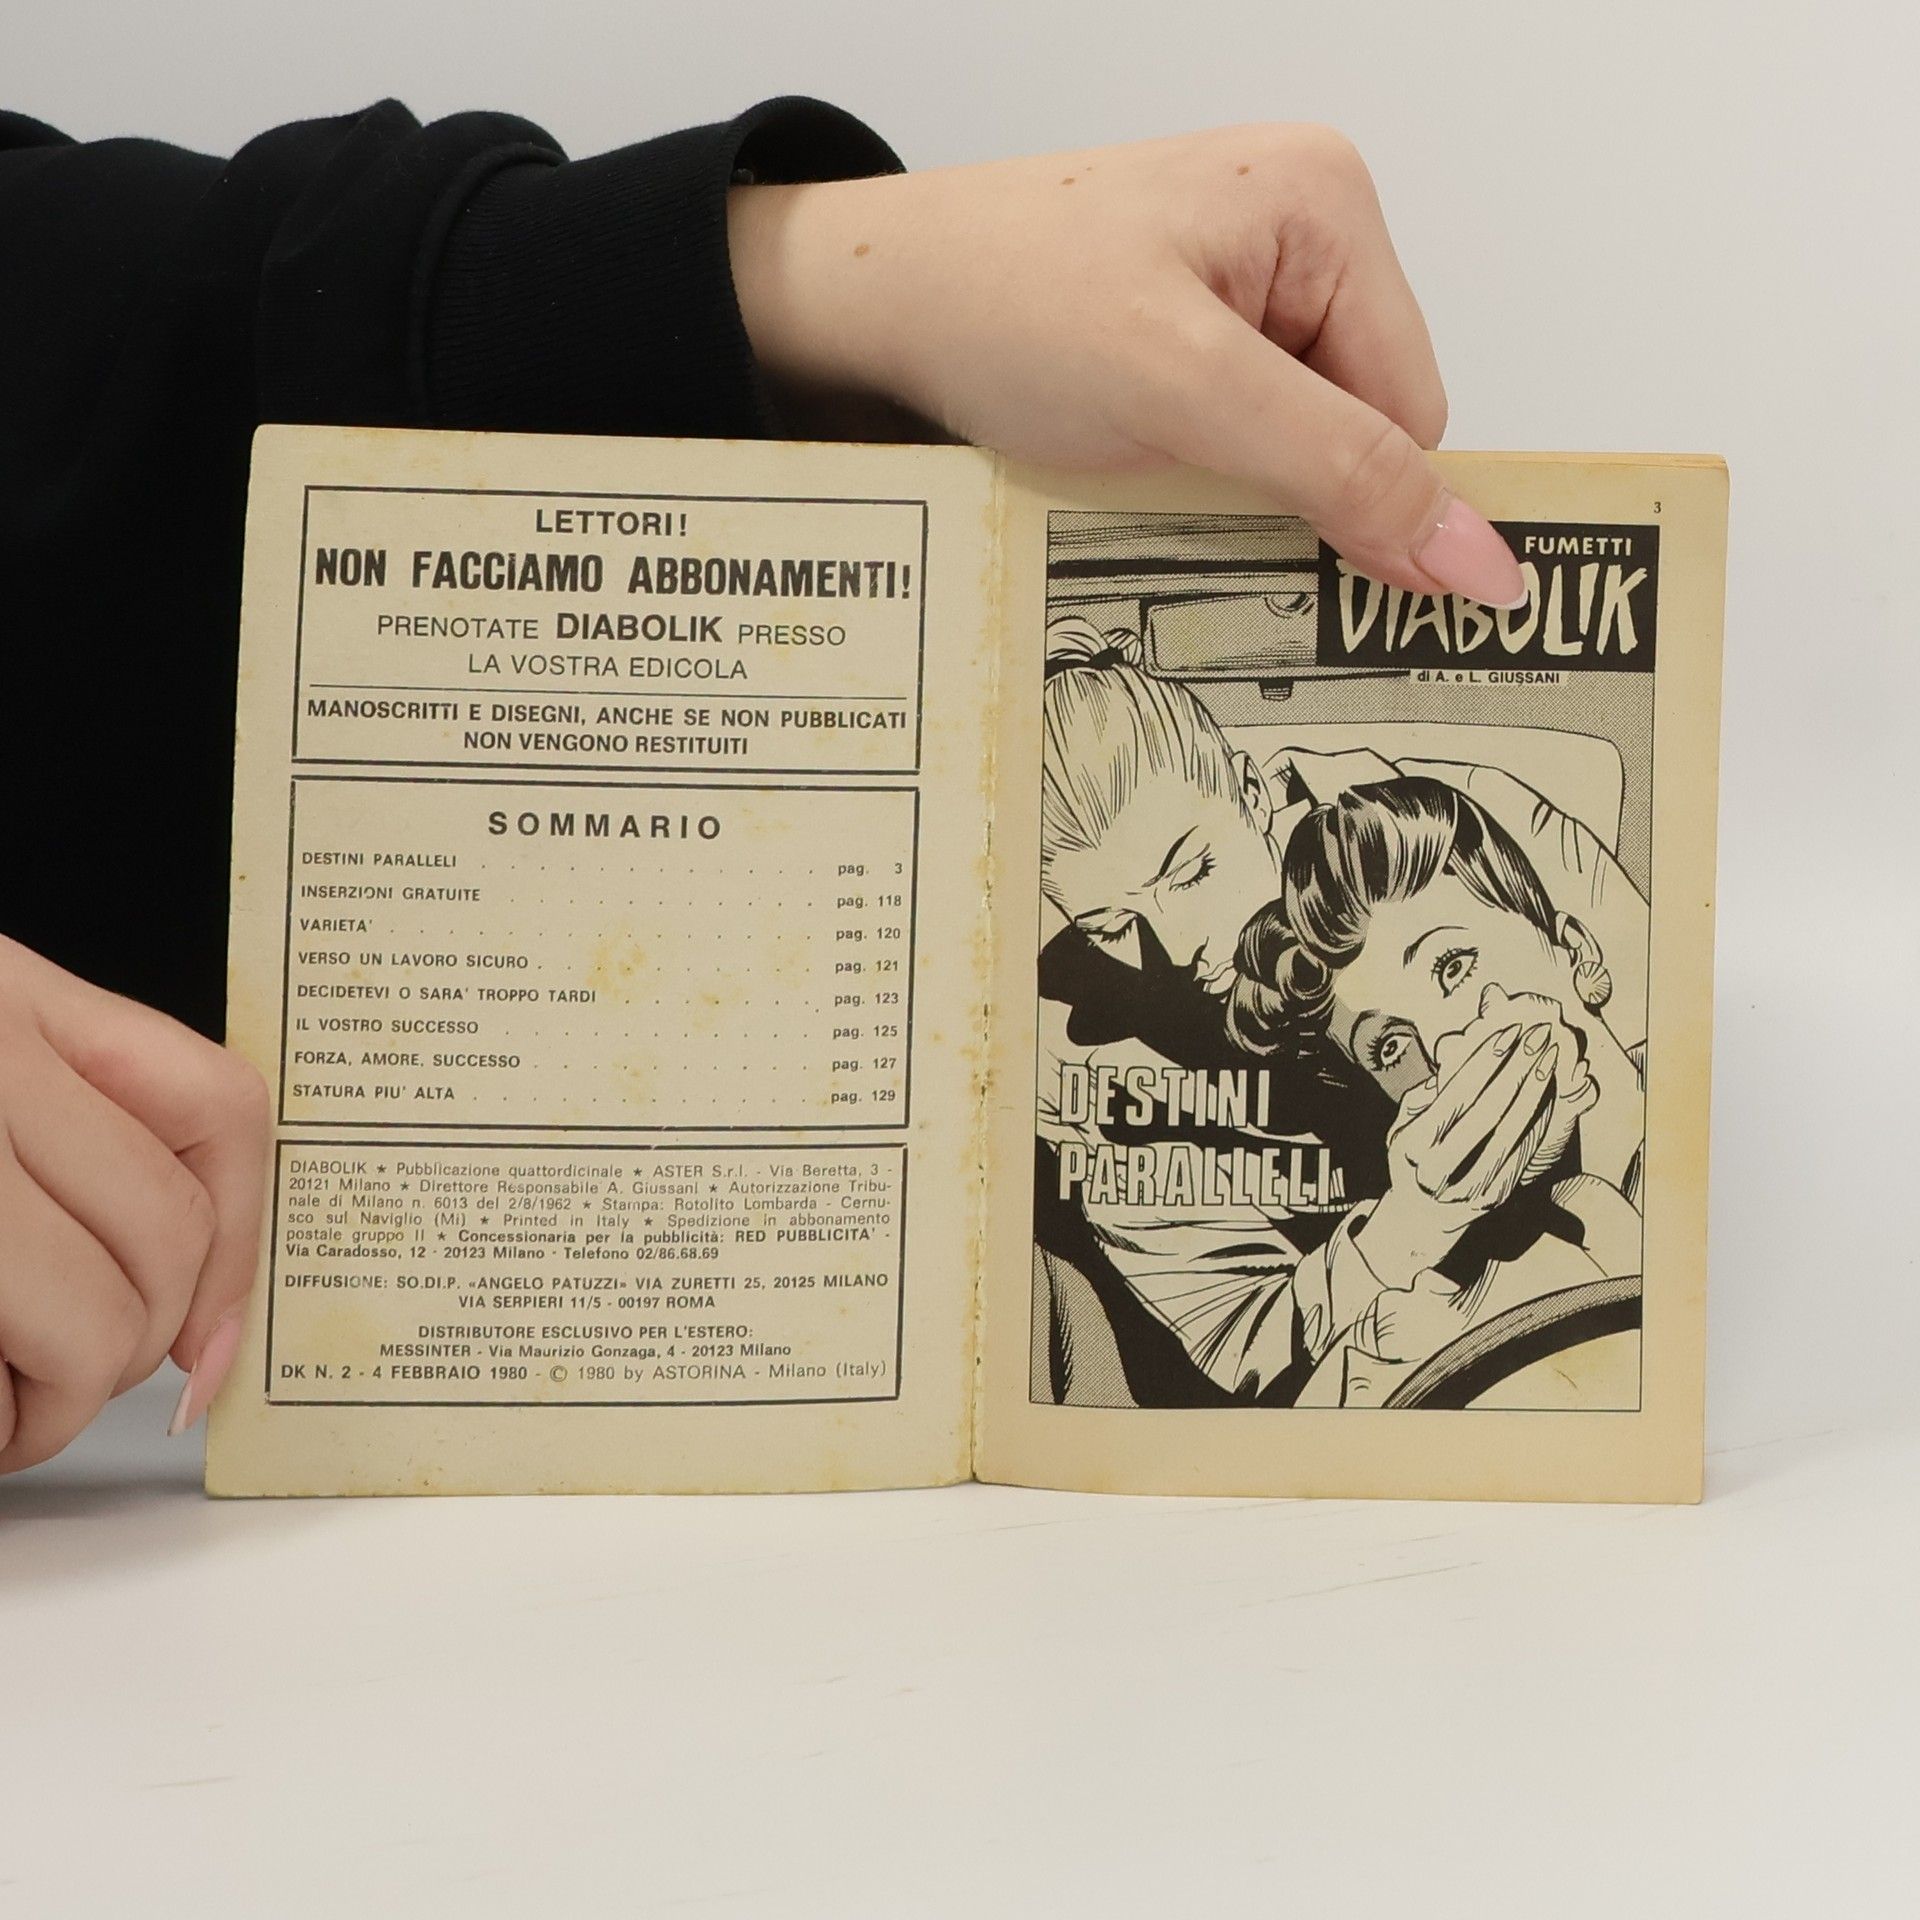 LETTORI!
NON FACCIAMO ABBONAMENTI!
PRENOTATE DIABOLIK PRESSO
LA VOSTRA EDICOLA
MANOSCRITTI E DISEGNI, ANCHE SE NON PUBBLICATI
NON VENGONO RESTITUITI
SOMMARIO
DESTINI PARALLELI . . . . . . . . . . . pag. 3
INSERZIONI GRATUITE . . . . . . . . . . pag. 118
VARIETA' . . . . . . . . . . . . . pag. 120
VERSO UN LAVORO SICURO . . . . . . . . . pag. 121
DECIDETEVI O SARA' TROPPO TARDI . . . . . . . pag. 123
IL VOSTRO SUCCESSO . . . . . . . . . . pag. 125
FORZA, AMORE, SUCCESSO . . . . . . . . . pag. 127
STATURA PIU' ALTA . . . . . . . . . . . pag. 129
DIABOLIK ★ Pubblicazione quattordicinale ★ ASTER S.r.l. - Via Beretta, 3 -
20121 Milano ★ Direttore Responsabile A. Giussani ★ Autorizzazione Tribu-
nale di Milano n. 6013 del 2/8/1962 ★ Stampa: Rotolito Lombarda - Cernu-
sco sul Naviglio (Mi) ★ Printed in Italy ★ Spedizione in abbonamento
postale gruppo II ★ Concessionaria per la pubblicità: RED PUBBLICITA' -
Via Caradosso, 12 - 20123 Milano - Telefono 02/86.68.69
DIFFUSIONE: SO.DI.P. «ANGELO PATUZZI» VIA ZURETTI 25, 20125 MILANO
VIA SERPIERI 11/5 - 00197 ROMA
DISTRIBUTORE ESCLUSIVO PER L'ESTERO:
MESSINTER - Via Maurizio Gonzaga, 4 - 20123 Milano
DK N. 2 - 4 FEBBRAIO 1980 - © 1980 by ASTORINA - Milano (Italy)
3
FUMETTI
DIABOLIK
di A. e L. GIUSSANI
DESTINI
PARALLELI